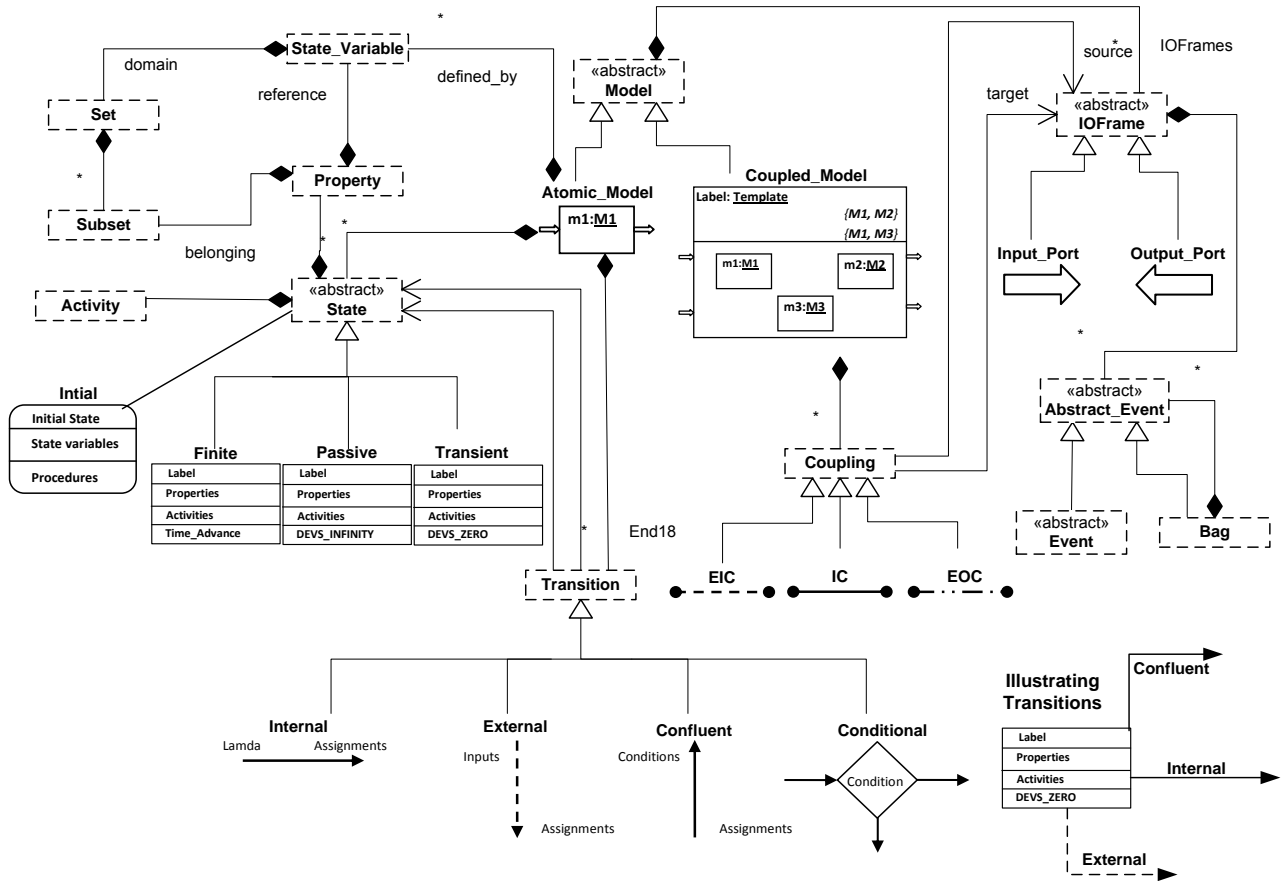 *
State_Variable
domain
reference
defined_by
«abstract»
Model
*
source
IOFrames
target
«abstract»
IOFrame
Set
*
Property
Subset
belonging
*
*
Atomic_Model
m1:M1
Coupled_Model
Label: Template
{M1, M2}
{M1, M3}
m1:M1
m2:M2
m3:M3
Input_Port
Output_Port
Activity
«abstract»
State
*
*
«abstract»
Abstract_Event
Intial
Initial State
State variables
Procedures
Finite
Label
Properties
Activities
Time_Advance
Passive
Label
Properties
Activities
DEVS_INFINITY
Transient
Label
Properties
Activities
DEVS_ZERO
*
Coupling
*
End18
«abstract»
Event
Bag
Transition
EIC
IC
EOC
Internal
Lamda
Assignments
External
Inputs
Assignments
Confluent
Conditions
Assignments
Conditional
Condition
Illustrating
Transitions
Label
Properties
Activities
DEVS_ZERO
Confluent
Internal
External